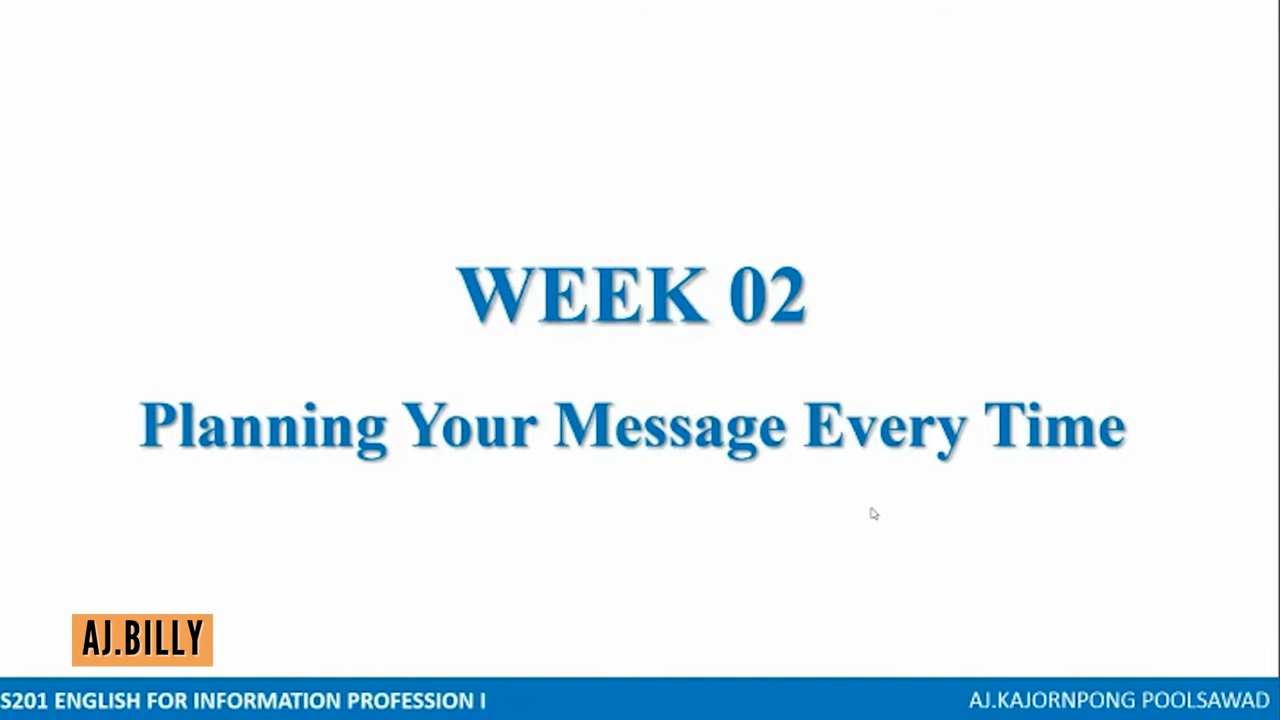 WEEK 02
Planning Your Message Every Time
AJ.BILLY
S201 ENGLISH FOR INFORMATION PROFESSION I
AJ.KAJORNPONG POOLSAWAD